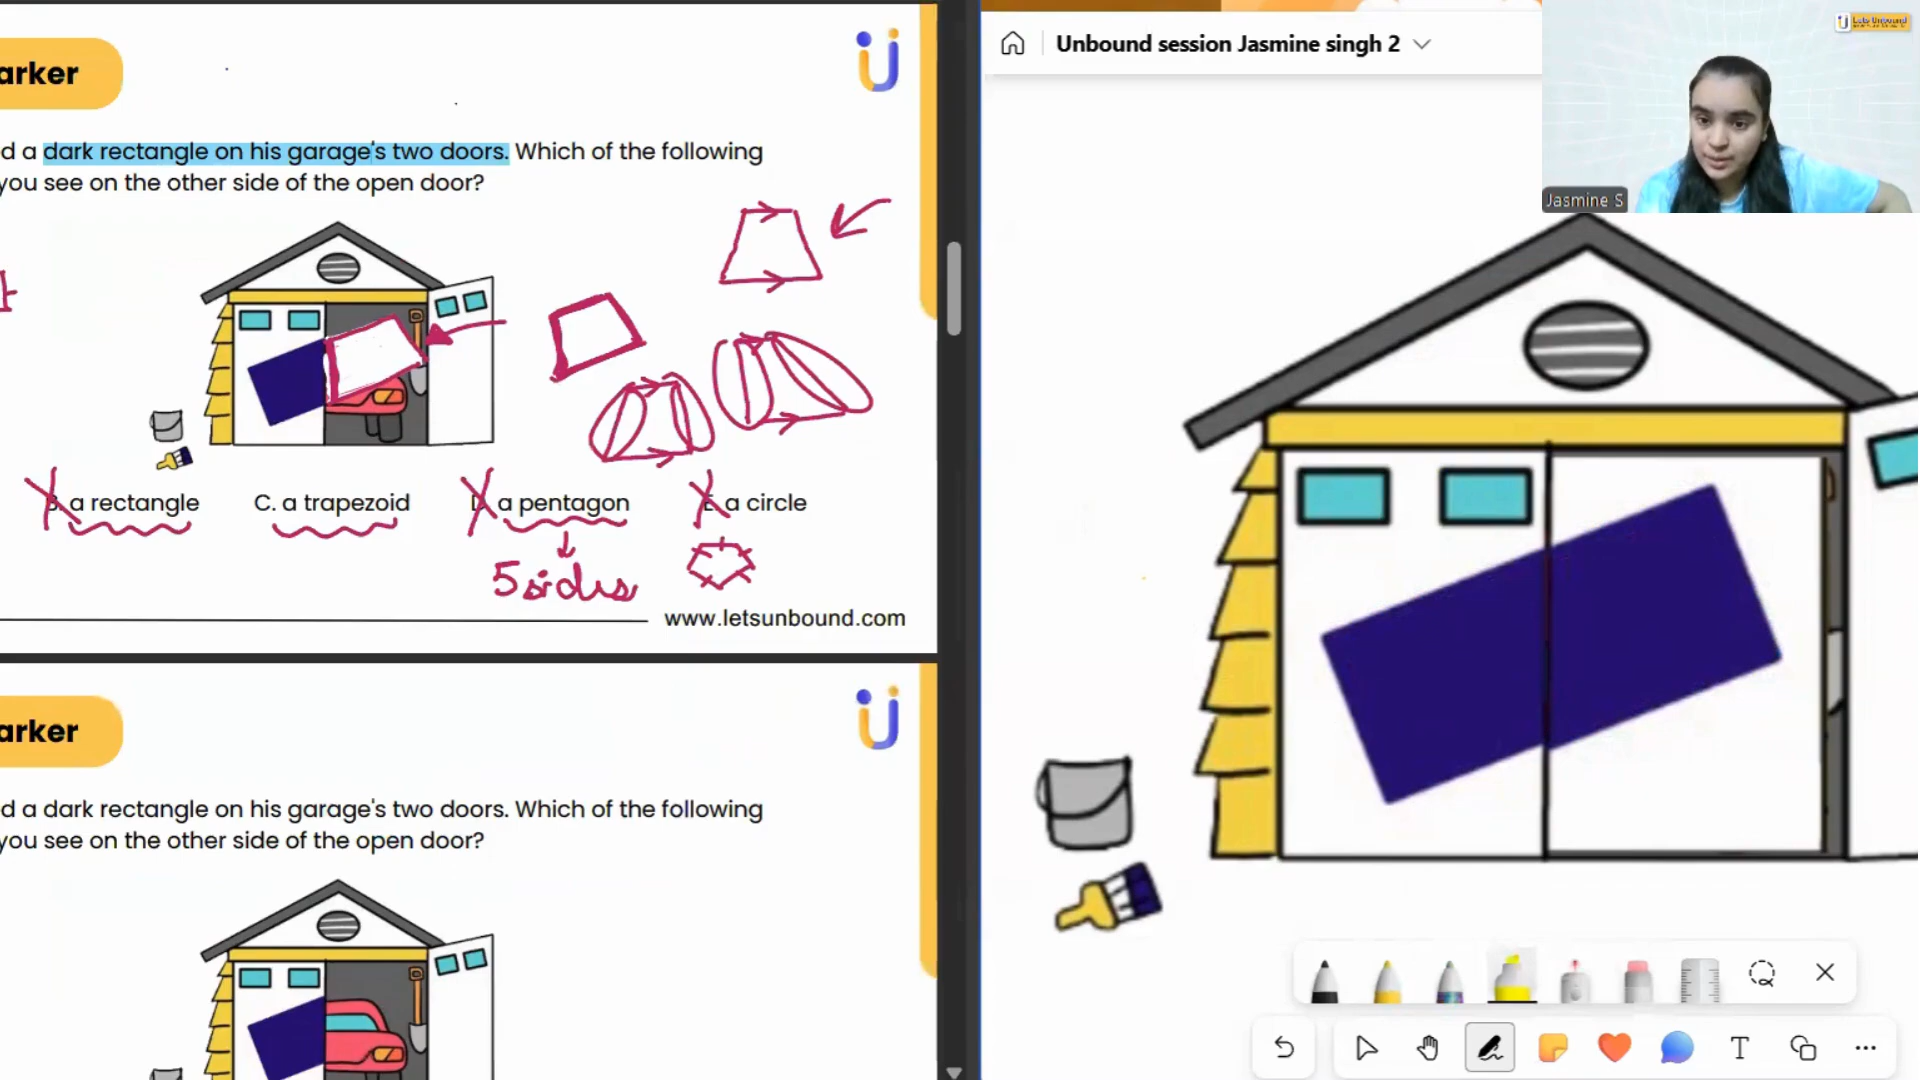 arker
d a dark rectangle on his garage's two doors. Which of the following
you see on the other side of the open door?
B. a rectangle C. a trapezoid D. a pentagon E. a circle
5 sides
www.letsunbound.com
arker
d a dark rectangle on his garage's two doors. Which of the following
you see on the other side of the open door?
Unbound session Jasmine singh 2
Lets Unbound
Jasmine S
T